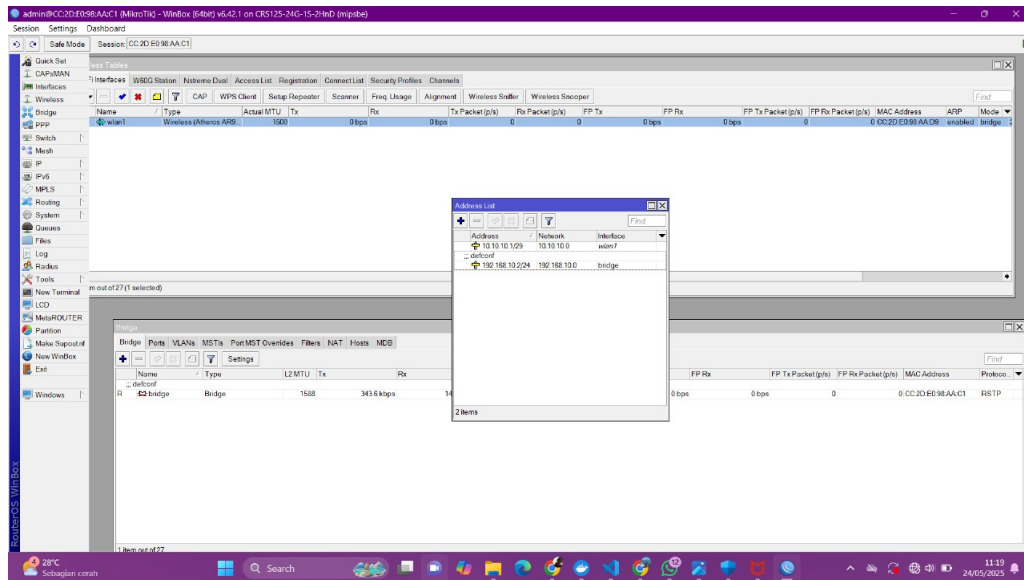 admin@CC:2D:E0:98:AA:C1 (MikroTik) - WinBox (64bit) v6.42.1 on CRS125-24G-1S-2HnD (mipsbe)
Session Settings Dashboard
Safe Mode Session: CC:2D:E0:98:AA:C1
Quick Set
CAPsMAN
Interfaces
Wireless
Bridge
PPP
Switch
Mesh
IP
IPv6
MPLS
Routing
System
Queues
Files
Log
Radius
Tools
New Terminal
LCD
MetaROUTER
Partition
Make Supout.rif
New WinBox
Exit
Windows
RouterOS WinBox
ess Tables
Fi Interfaces W60G Station Nstreme Dual Access List Registration Connect List Security Profiles Channels
CAP WPS Client Setup Repeater Scanner Freq. Usage Alignment Wireless Sniffer Wireless Snooper Find
Name / Type Actual MTU Tx Rx Tx Packet (p/s) Rx Packet (p/s) FP Tx FP Rx FP Tx Packet (p/s) FP Rx Packet (p/s) MAC Address ARP Mode
wlan1 Wireless (Atheros AR9... 1500 0 bps 0 bps 0 0 0 bps 0 bps 0 0 CC:2D:E0:98:AA:D9 enabled bridge
m out of 27 (1 selected)
Address List
Find
Address / Network Interface
10.10.10.1/29 10.10.10.0 wlan1
;;; defconf
192.168.10.2/24 192.168.10.0 bridge
2 items
Bridge
Bridge Ports VLANs MSTIs Port MST Overrides Filters NAT Hosts MDB
Settings Find
Name / Type L2 MTU Tx Rx FP Rx FP Tx Packet (p/s) FP Rx Packet (p/s) MAC Address Protoco...
;;; defconf
R bridge Bridge 1588 343.6 kbps 14 0 bps 0 bps 0 0 CC:2D:E0:98:AA:C1 RSTP
1 item out of 27
28°C
Sebagian cerah
Search
11:19
24/05/2025